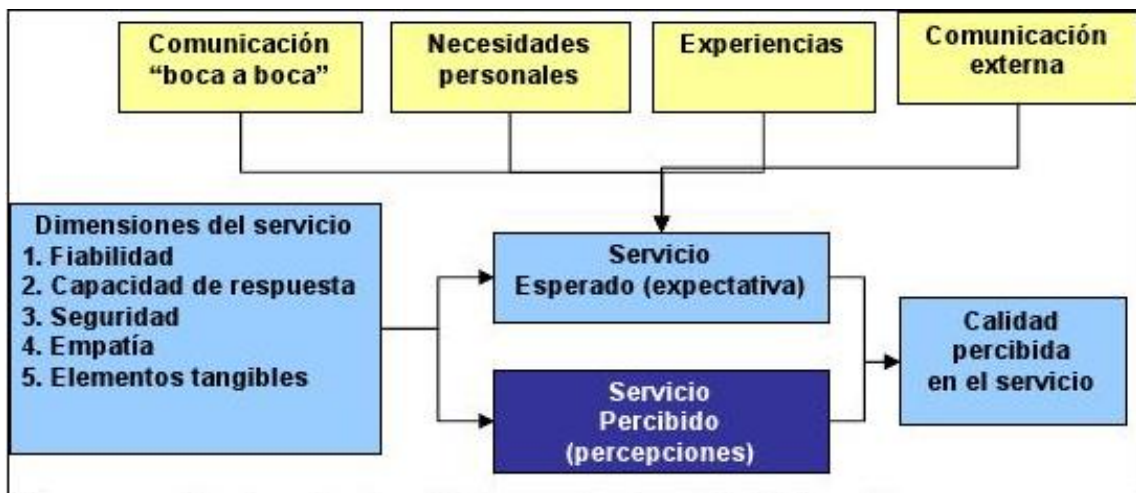 Comunicación
“boca a boca”
Necesidades
personales
Experiencias
Comunicación
externa
Dimensiones del servicio
1. Fiabilidad
2. Capacidad de respuesta
3. Seguridad
4. Empatía
5. Elementos tangibles
Servicio
Esperado (expectativa)
Servicio
Percibido
(percepciones)
Calidad
percibida
en el servicio